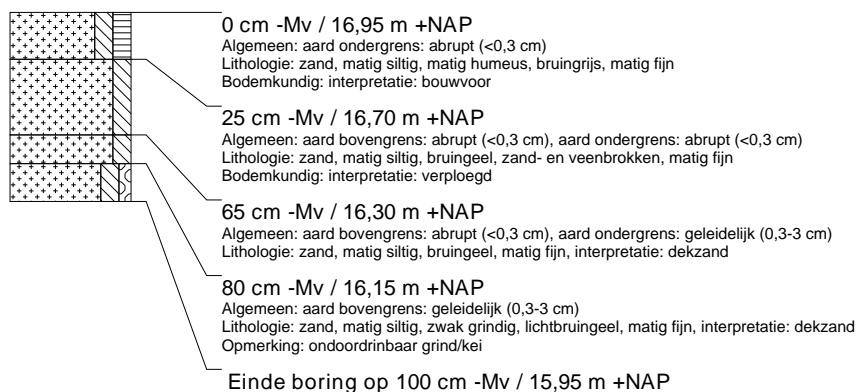 0 cm -Mv / 16,95 m +NAP
Algemeen: aard ondergrens: abrupt (<0,3 cm)
Lithologie: zand, matig siltig, matig humeus, bruingrijs, matig fijn
Bodemkundig: interpretatie: bouwvoor
25 cm -Mv / 16,70 m +NAP
Algemeen: aard bovengrens: abrupt (<0,3 cm), aard ondergrens: abrupt (<0,3 cm)
Lithologie: zand, matig siltig, bruingeel, zand- en veenbrokken, matig fijn
Bodemkundig: interpretatie: verploegd
65 cm -Mv / 16,30 m +NAP
Algemeen: aard bovengrens: abrupt (<0,3 cm), aard ondergrens: geleidelijk (0,3-3 cm)
Lithologie: zand, matig siltig, bruingeel, matig fijn, interpretatie: dekzand
80 cm -Mv / 16,15 m +NAP
Algemeen: aard bovengrens: geleidelijk (0,3-3 cm)
Lithologie: zand, matig siltig, zwak grindig, lichtbruingeel, matig fijn, interpretatie: dekzand
Opmerking: ondoordrinbaar grind/kei
Einde boring op 100 cm -Mv / 15,95 m +NAP